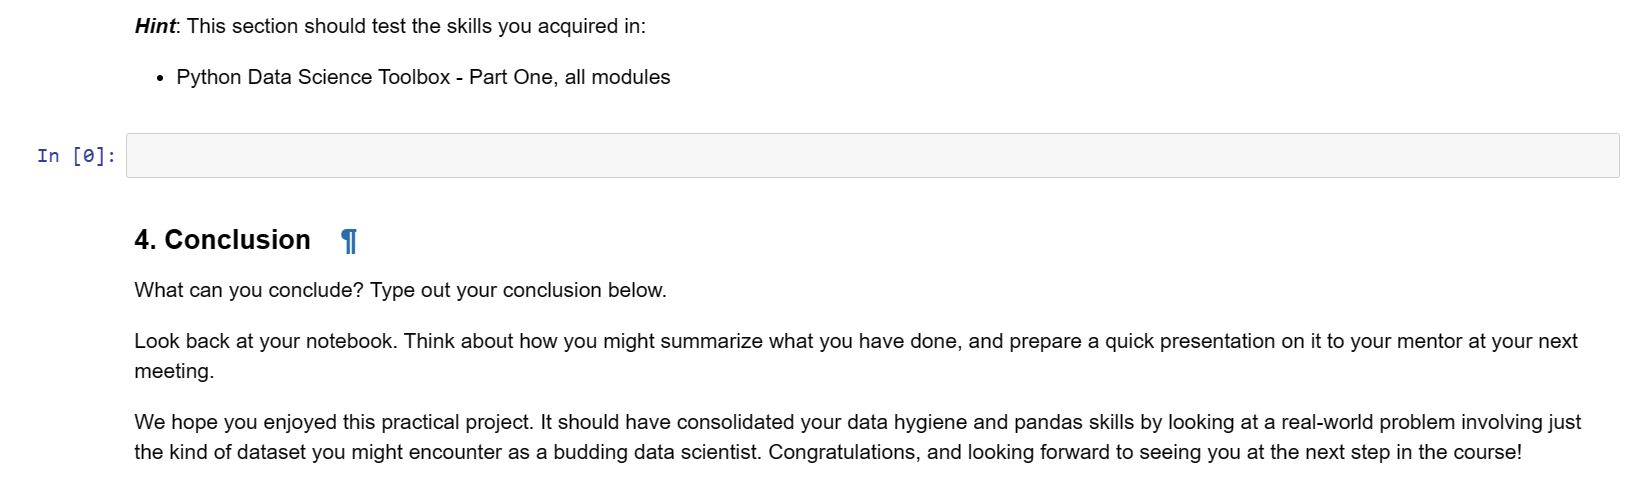 Hint: This section should test the skills you acquired in:
• Python Data Science Toolbox - Part One, all modules
In [0]:
4. Conclusion ¶
What can you conclude? Type out your conclusion below.
Look back at your notebook. Think about how you might summarize what you have done, and prepare a quick presentation on it to your mentor at your next
meeting.
We hope you enjoyed this practical project. It should have consolidated your data hygiene and pandas skills by looking at a real-world problem involving just
the kind of dataset you might encounter as a budding data scientist. Congratulations, and looking forward to seeing you at the next step in the course!